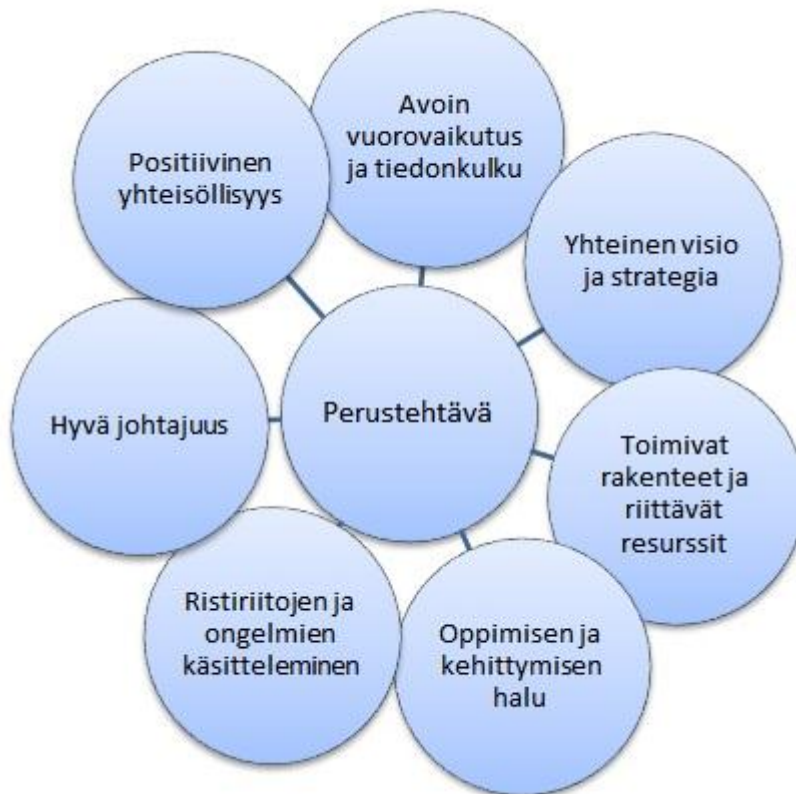 Avoin
vuorovaikutus
ja tiedonkulku
Positiivinen
yhteisöllisyys
Yhteinen visio
ja strategia
Perustehtävä
Hyvä johtajuus
Toimivat
rakenteet ja
riittävät
resurssit
Ristiriitojen ja
ongelmien
käsitteleminen
Oppimisen ja
kehittymisen
halu